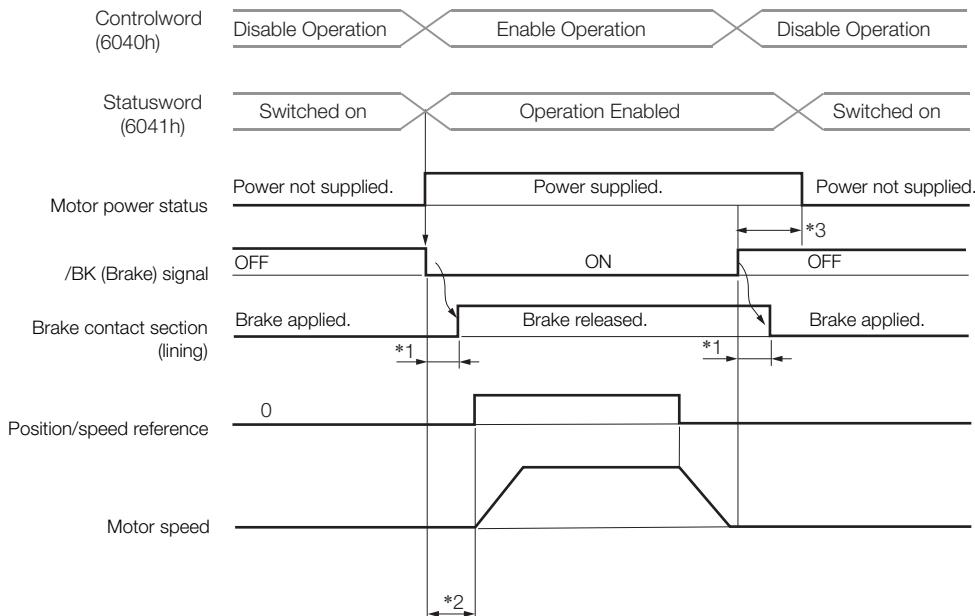 Controlword
(6040h)
Disable Operation
Enable Operation
Disable Operation
Statusword
(6041h)
Switched on
Operation Enabled
Switched on
Motor power status
Power not supplied.
Power supplied.
Power not supplied.
*3
/BK (Brake) signal
OFF
ON
OFF
Brake contact section
(lining)
Brake applied.
Brake released.
Brake applied.
*1
*1
Position/speed reference
0
Motor speed
*2